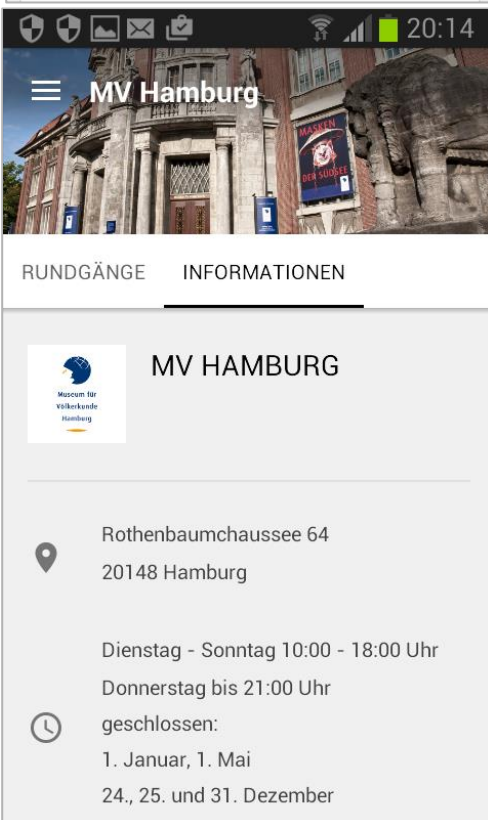 20:14
MV Hamburg
MASKEN
DER SÜDSEE
RUNDGÄNGE INFORMATIONEN
Museum für
Völkerkunde
Hamburg
MV HAMBURG
Rothenbaumchaussee 64
20148 Hamburg
Dienstag - Sonntag 10:00 - 18:00 Uhr
Donnerstag bis 21:00 Uhr
geschlossen:
1. Januar, 1. Mai
24., 25. und 31. Dezember